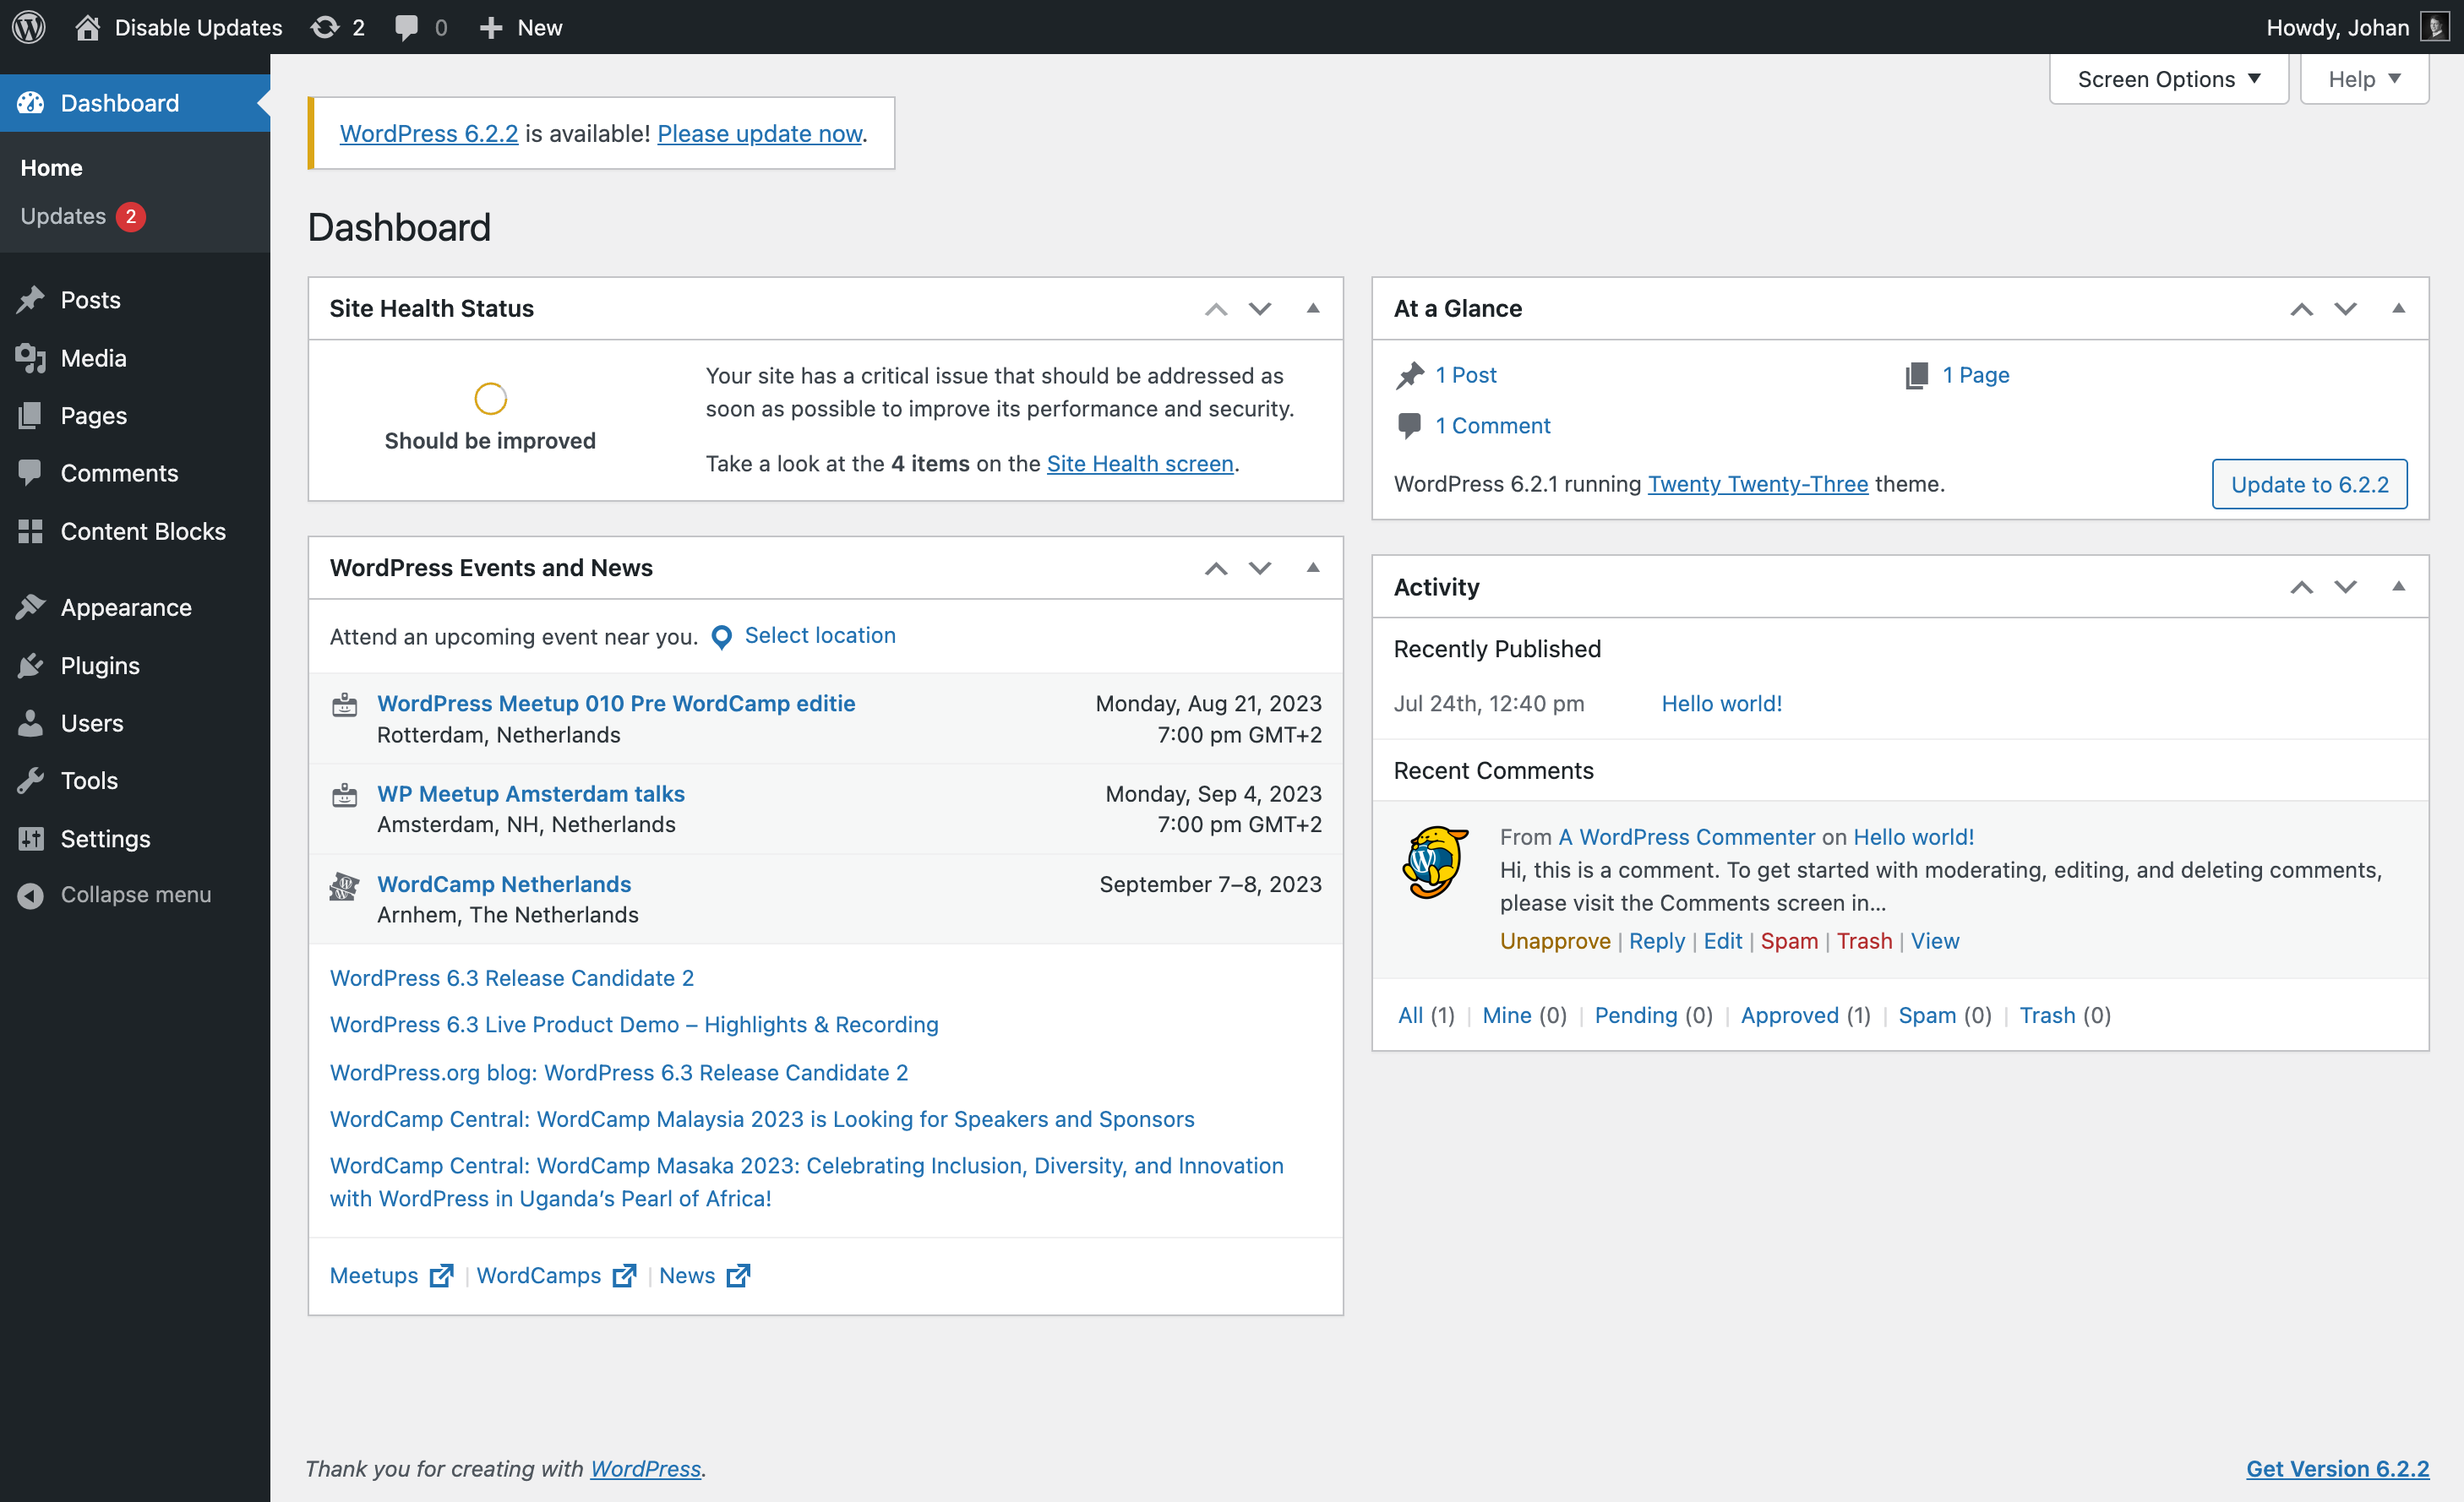 Disable Updates 2 0 New Howdy, Johan
Dashboard
Home
Updates 2
Posts
Media
Pages
Comments
Content Blocks
Appearance
Plugins
Users
Tools
Settings
Collapse menu
Screen Options Help
WordPress 6.2.2 is available! Please update now.
Dashboard
Site Health Status
Should be improved
Your site has a critical issue that should be addressed as
soon as possible to improve its performance and security.
Take a look at the 4 items on the Site Health screen.
WordPress Events and News
Attend an upcoming event near you. Select location
WordPress Meetup 010 Pre WordCamp editie Monday, Aug 21, 2023
Rotterdam, Netherlands 7:00 pm GMT+2
WP Meetup Amsterdam talks Monday, Sep 4, 2023
Amsterdam, NH, Netherlands 7:00 pm GMT+2
WordCamp Netherlands September 7–8, 2023
Arnhem, The Netherlands
WordPress 6.3 Release Candidate 2
WordPress 6.3 Live Product Demo – Highlights & Recording
WordPress.org blog: WordPress 6.3 Release Candidate 2
WordCamp Central: WordCamp Malaysia 2023 is Looking for Speakers and Sponsors
WordCamp Central: WordCamp Masaka 2023: Celebrating Inclusion, Diversity, and Innovation
with WordPress in Uganda’s Pearl of Africa!
Meetups | WordCamps | News
At a Glance
1 Post 1 Page
1 Comment
WordPress 6.2.1 running Twenty Twenty-Three theme. Update to 6.2.2
Activity
Recently Published
Jul 24th, 12:40 pm Hello world!
Recent Comments
From A WordPress Commenter on Hello world!
Hi, this is a comment. To get started with moderating, editing, and deleting comments,
please visit the Comments screen in…
Unapprove | Reply | Edit | Spam | Trash | View
All (1) | Mine (0) | Pending (0) | Approved (1) | Spam (0) | Trash (0)
Thank you for creating with WordPress. Get Version 6.2.2